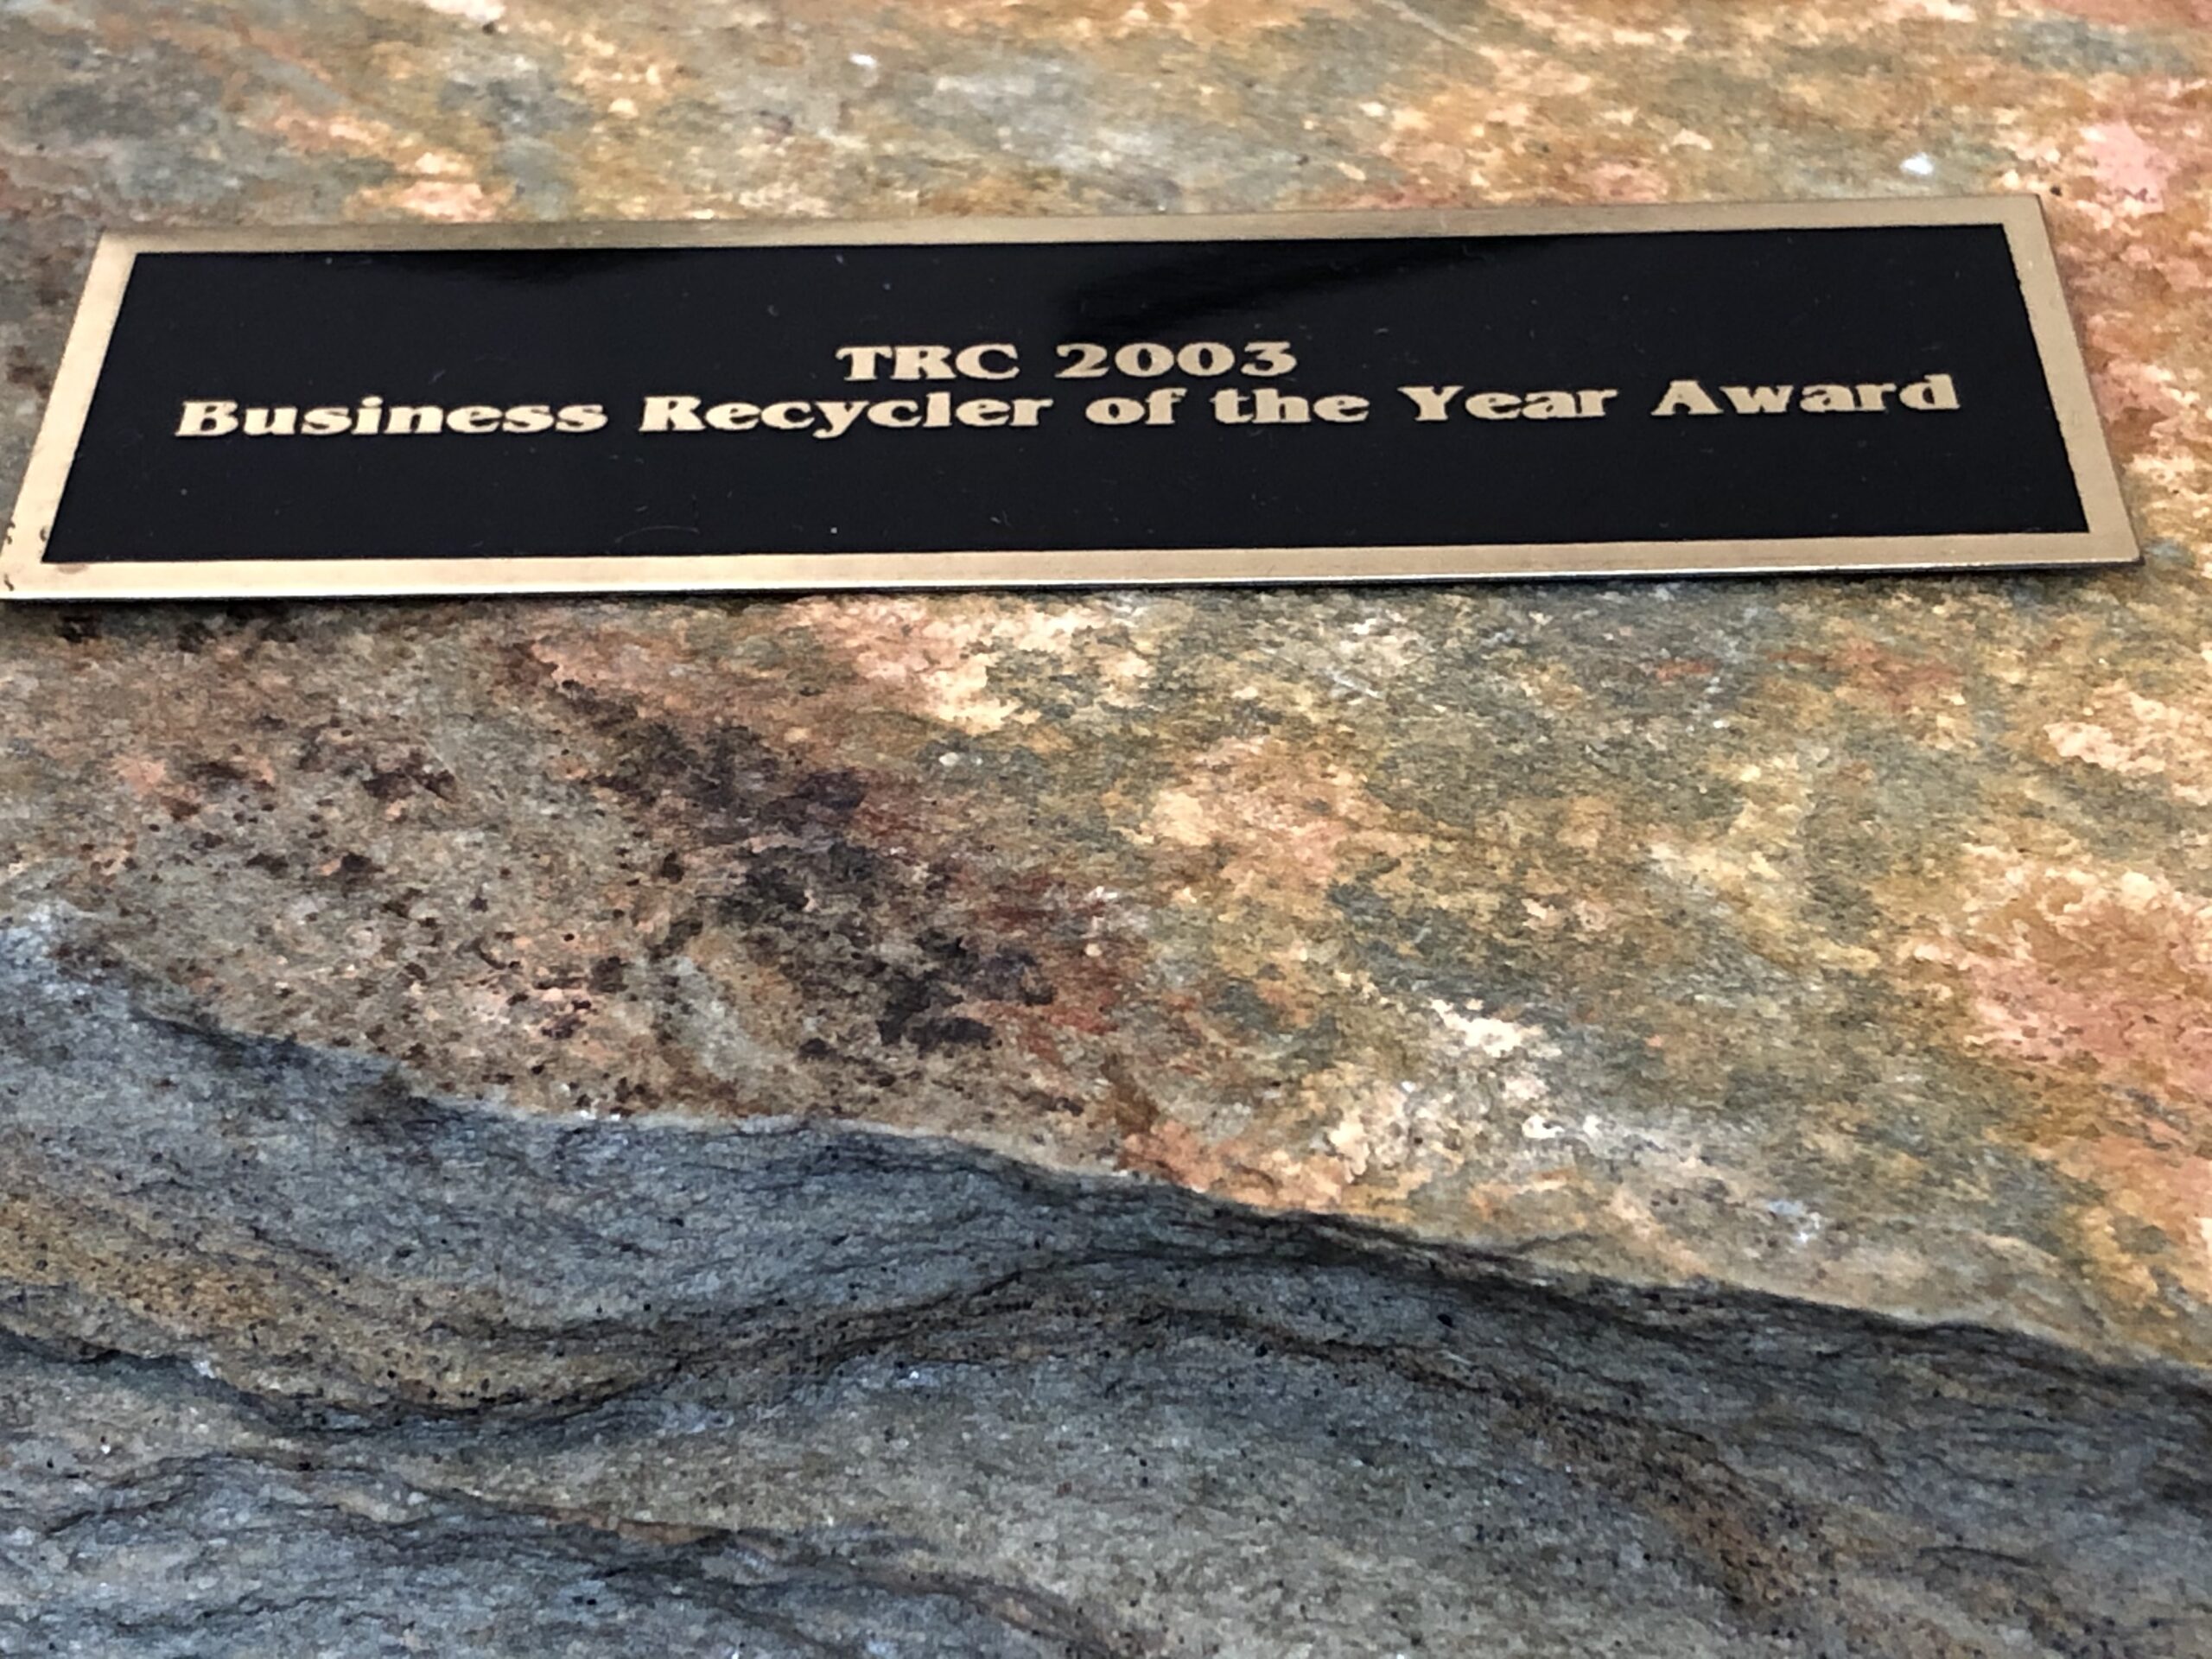 TRC 2003
Business Recycler of the Year Award